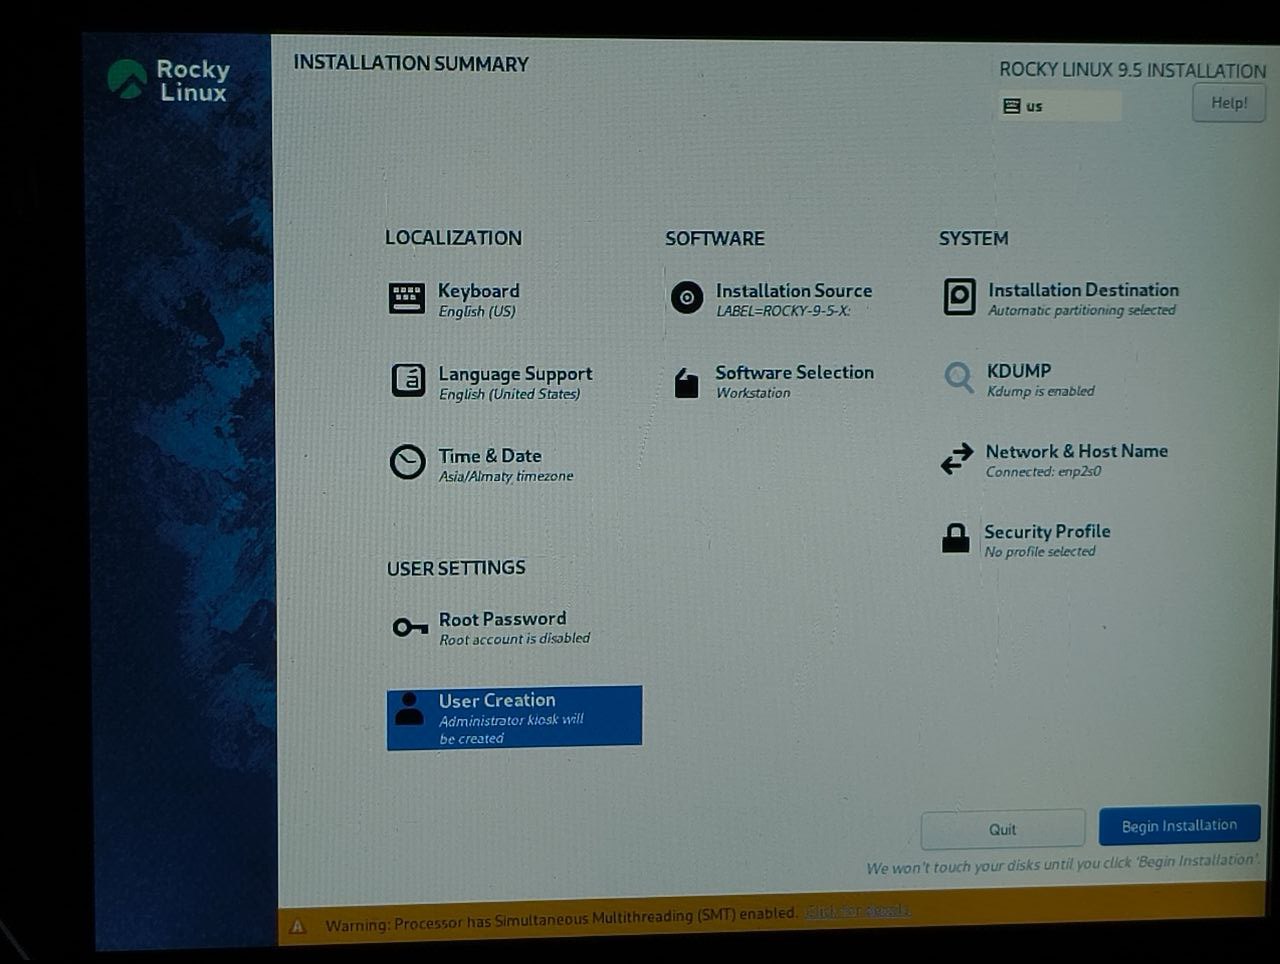 Rocky
Linux
INSTALLATION SUMMARY
ROCKY LINUX 9.5 INSTALLATION
us
Help!
LOCALIZATION
Keyboard
English (US)
Language Support
English (United States)
Time & Date
Asia/Almaty timezone
SOFTWARE
Installation Source
LABEL=ROCKY-9-5-X:
Software Selection
Workstation
SYSTEM
Installation Destination
Automatic partitioning selected
KDUMP
Kdump is enabled
Network & Host Name
Connected: enp2s0
Security Profile
No profile selected
USER SETTINGS
Root Password
Root account is disabled
User Creation
Administrator kiosk will
be created
Quit
Begin Installation
We won't touch your disks until you click 'Begin Installation'.
Warning: Processor has Simultaneous Multithreading (SMT) enabled. Click for details.